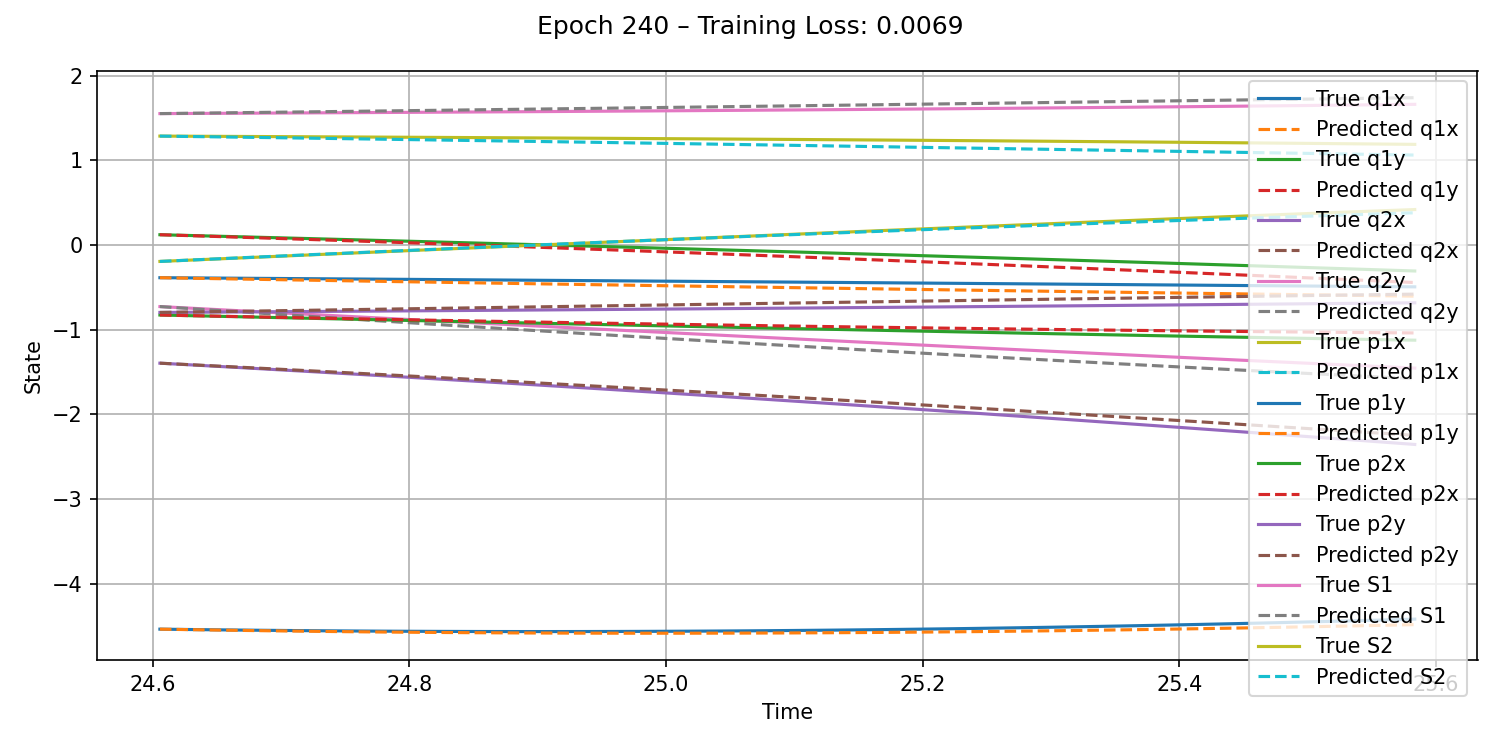 Epoch 240 – Training Loss: 0.0069
2
1
0
−1
−2
−3
−4
State
24.6
24.8
25.0
25.2
25.4
25.6
Time
True q1x
Predicted q1x
True q1y
Predicted q1y
True q2x
Predicted q2x
True q2y
Predicted q2y
True p1x
Predicted p1x
True p1y
Predicted p1y
True p2x
Predicted p2x
True p2y
Predicted p2y
True S1
Predicted S1
True S2
Predicted S2